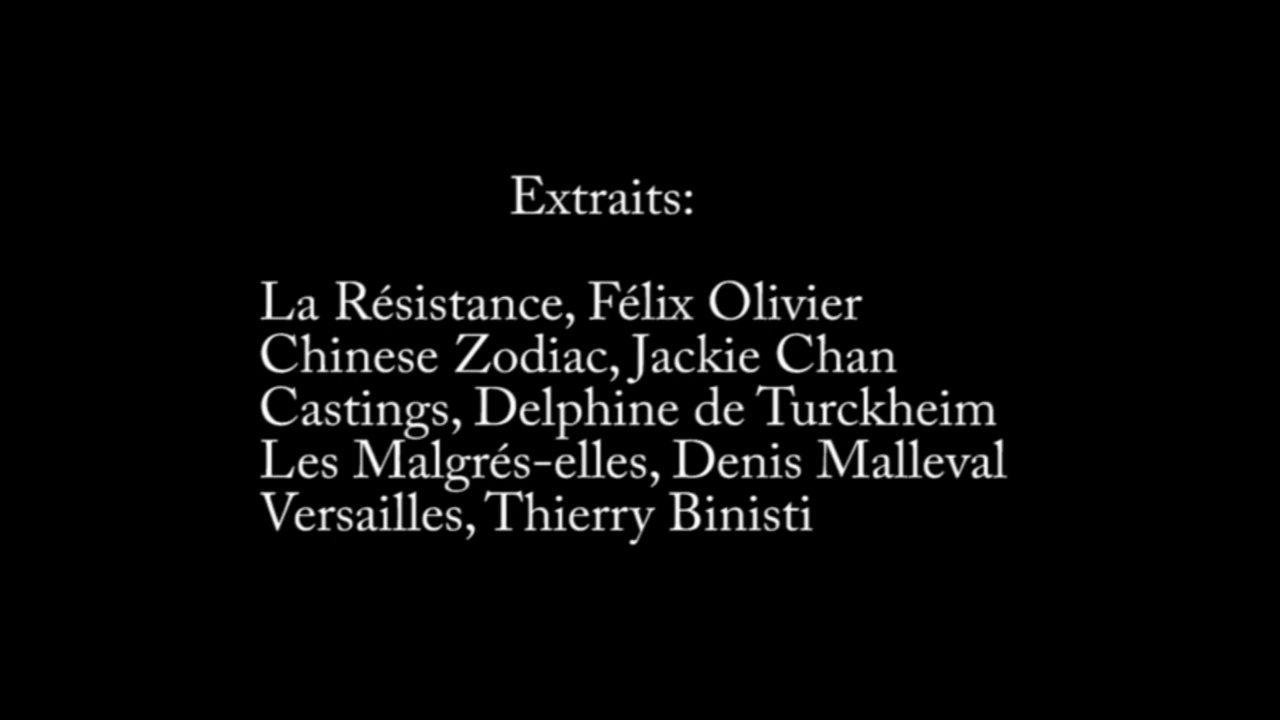 Extraits:
La Résistance, Félix Olivier
Chinese Zodiac, Jackie Chan
Castings, Delphine de Turckheim
Les Malgrés-elles, Denis Malleval
Versailles, Thierry Binisti